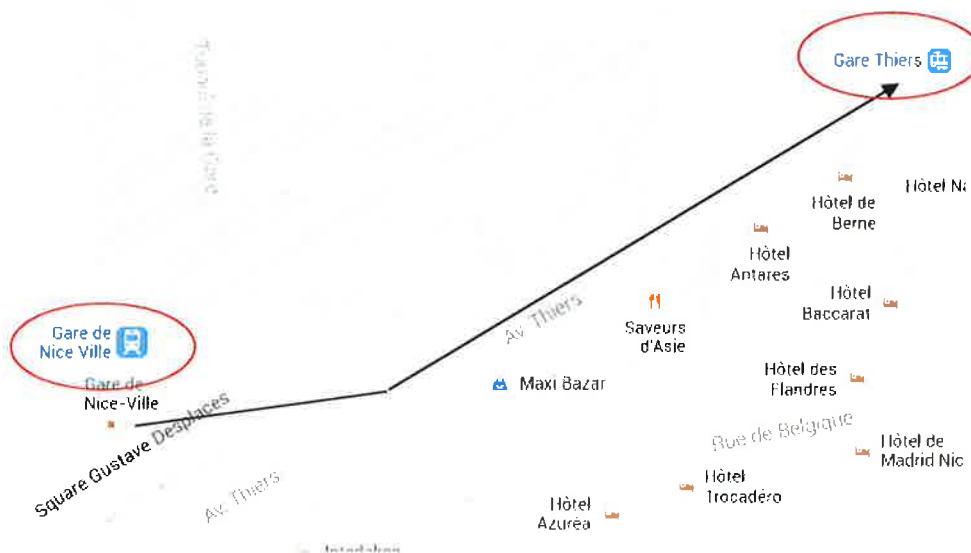 Gare Thiers
Hôtel de
Berne
Hôtel
Antares
Hôtel
Baccarat
Av. Thiers
Saveurs
d'Asie
Gare de
Nice Ville
Gare de
Nice-Ville
Maxi Bazar
Hôtel des
Flandres
Square Gustave Desplaces
Rue de Belgique
Hôtel de
Madrid Nic
Av. Thiers
Hôtel
Trocadéro
Hôtel
Azuréa